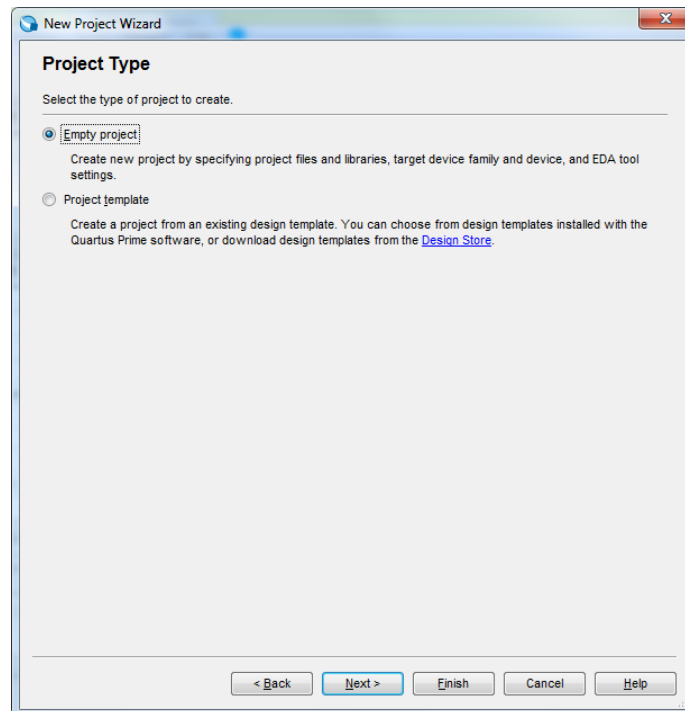 New Project Wizard
Project Type
Select the type of project to create.
Empty project
Create new project by specifying project files and libraries, target device family and device, and EDA tool
settings.
Project template
Create a project from an existing design template. You can choose from design templates installed with the
Quartus Prime software, or download design templates from the Design Store.
< Back Next > Finish Cancel Help